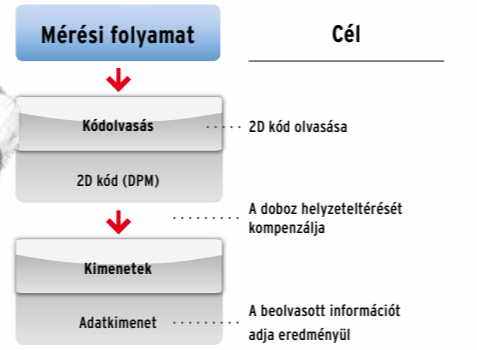 Mérési folyamat
Cél
Kódolvasás
2D kód olvasása
2D kód (DPM)
A doboz helyzeteltérését
kompenzálja
Kimenetek
Adatkimenet
A beolvasott információt
adja eredményül